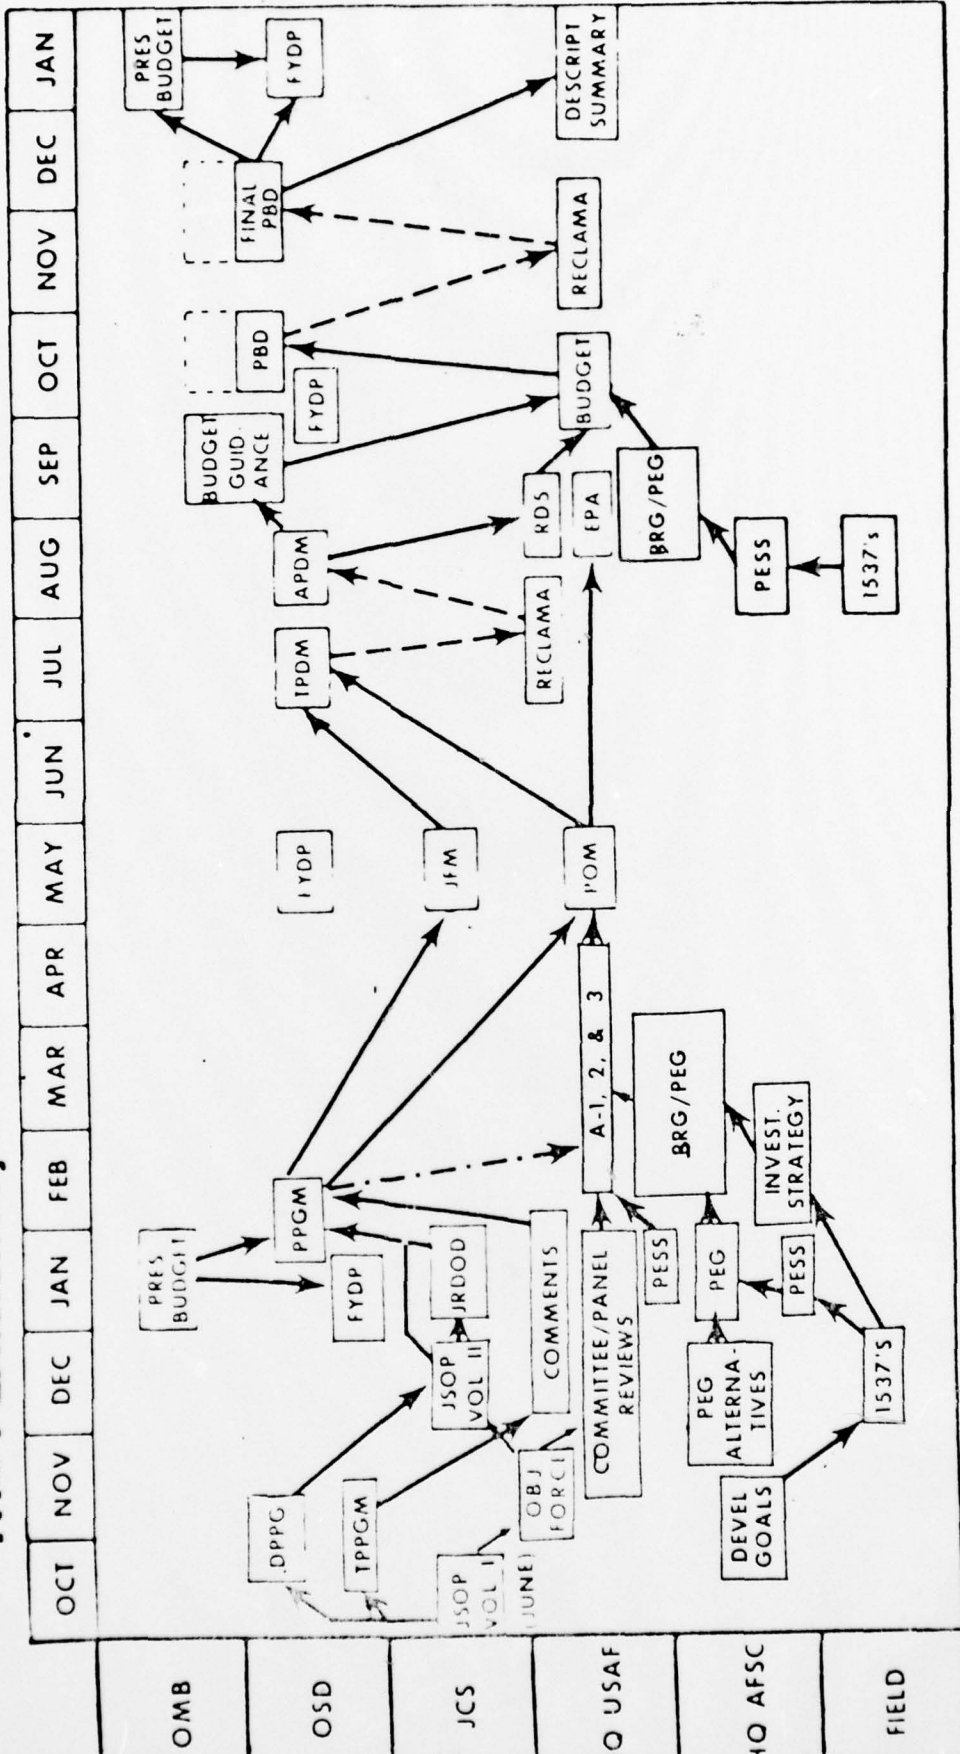 OCT NOV DEC JAN FEB MAR APR MAY JUN JUL AUG SEP OCT NOV DEC JAN
OMB
PRES
BUDGET
BUDGET
GUID-
ANCE
PRES
BUDGET
OSD
DPPG
TPPGM
FYDP
PPGM
FYDP
TPDM
APDM
FYDP
PBD
FINAL
PBD
FYDP
JCS
JSOP
VOL I
(JUNE)
JSOP
VOL II
JRDOD
JFM
Q USAF
OBJ
FORCE
COMMENTS
COMMITTEE/PANEL
REVIEWS
PESS
A-1, 2, & 3
POM
RECLAMA
RDS
EPA
BUDGET
RECLAMA
DESCRIPT
SUMMARY
HQ AFSC
DEVEL
GOALS
PEG
ALTERNA-
TIVES
PEG
PESS
BRG/PEG
INVEST.
STRATEGY
BRG/PEG
PESS
FIELD
1537'S
1537's